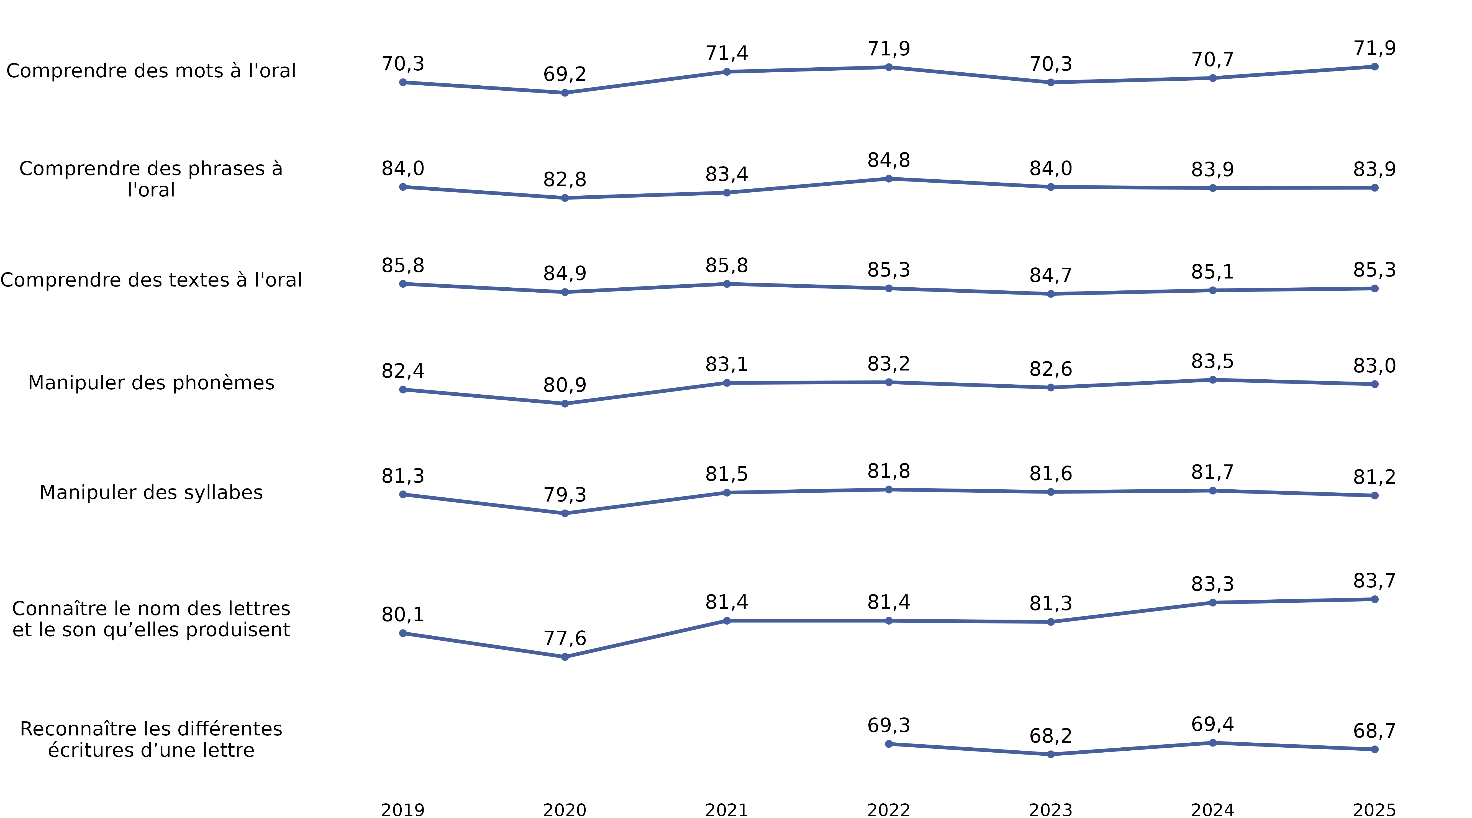 Comprendre des mots à l'oral
70,3 69,2 71,4 71,9 70,3 70,7 71,9
Comprendre des phrases à
l'oral
84,0 82,8 83,4 84,8 84,0 83,9 83,9
Comprendre des textes à l'oral
85,8 84,9 85,8 85,3 84,7 85,1 85,3
Manipuler des phonèmes
82,4 80,9 83,1 83,2 82,6 83,5 83,0
Manipuler des syllabes
81,3 79,3 81,5 81,8 81,6 81,7 81,2
Connaître le nom des lettres
et le son qu’elles produisent
80,1 77,6 81,4 81,4 81,3 83,3 83,7
Reconnaître les différentes
écritures d’une lettre
69,3 68,2 69,4 68,7
2019 2020 2021 2022 2023 2024 2025